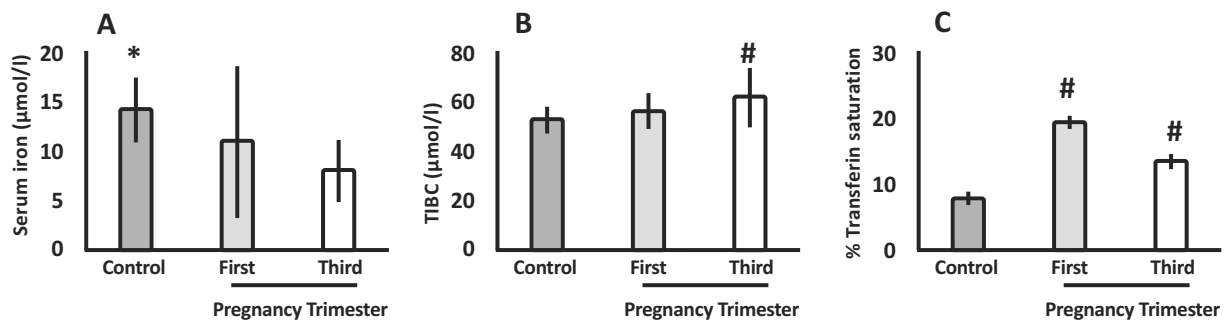 A
Serum iron (µmol/l)
20
15
10
5
0
*
Control
First
Third
Pregnancy Trimester
B
TIBC (µmol/l)
80
60
40
20
0
#
Control
First
Third
Pregnancy Trimester
C
% Transferin saturation
30
20
10
0
#
#
Control
First
Third
Pregnancy Trimester